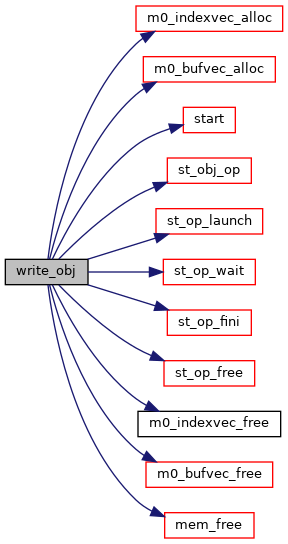 m0_indexvec_alloc
m0_bufvec_alloc
start
st_obj_op
st_op_launch
write_obj
st_op_wait
st_op_fini
st_op_free
m0_indexvec_free
m0_bufvec_free
mem_free